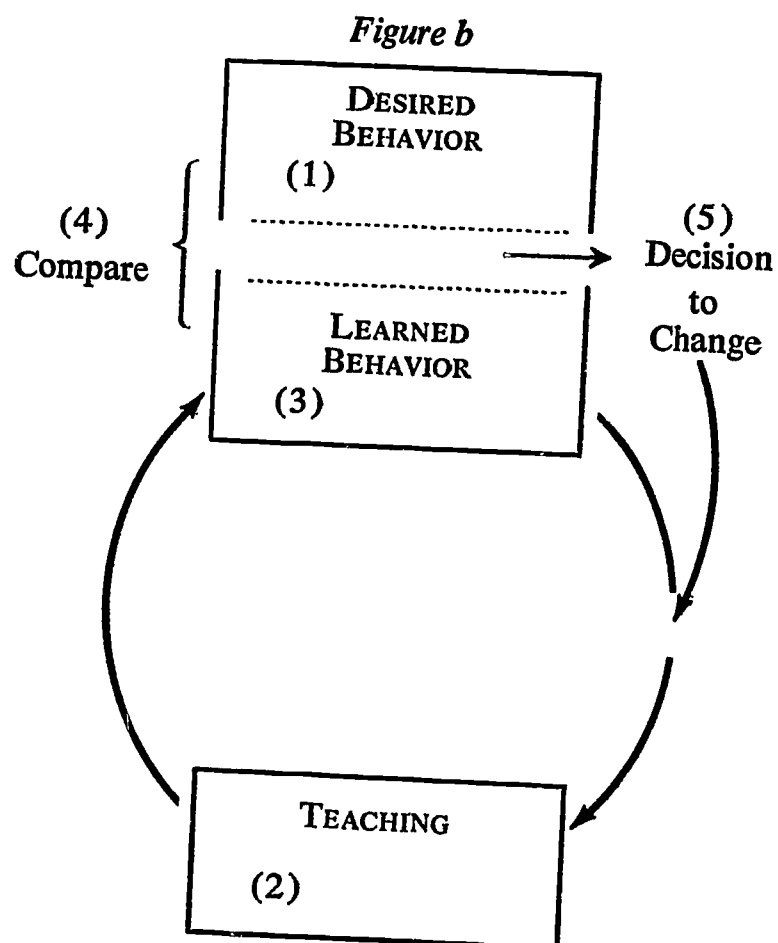 Figure b
DESIRED
BEHAVIOR
(1)
(4)
Compare
(5)
Decision
to
Change
LEARNED
BEHAVIOR
(3)
TEACHING
(2)